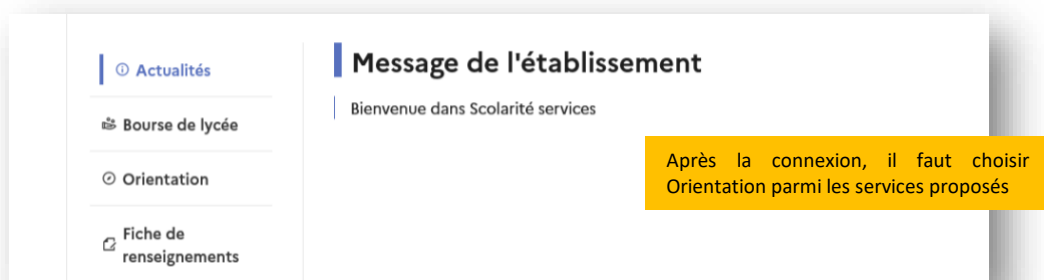 Actualités
Bourse de lycée
Orientation
Fiche de
renseignements
Message de l'établissement
Bienvenue dans Scolarité services
Après la connexion, il faut choisir
Orientation parmi les services proposés